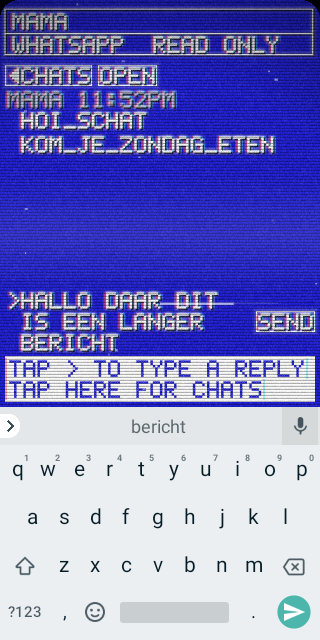 MAMA
WHATSAPP READ ONLY
◀CHATS OPEN
MAMA 11:52PM
HOI_SCHAT
KOM_JE_ZONDAG_ETEN
>HALLO DAAR DIT
IS EEN LANGER SEND
BERICHT
TAP > TO TYPE A REPLY
TAP HERE FOR CHATS
bericht
1 2 3 4 5 6 7 8 9 0
q w e r t y u i o p
a s d f g h j k l
z x c v b n m
?123 , .